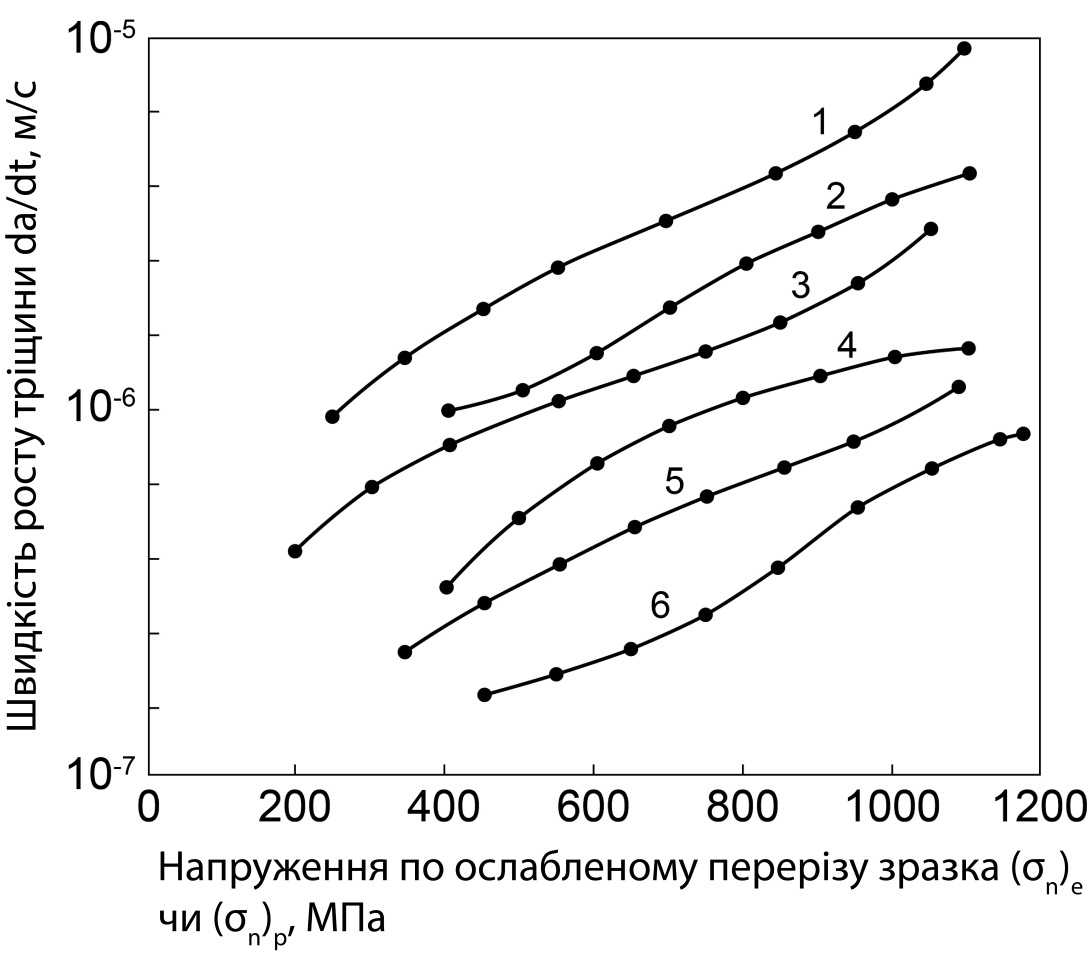 Швидкість росту тріщини da/dt, м/с
10⁻⁵
10⁻⁶
10⁻⁷
1
2
3
4
5
6
0 200 400 600 800 1000 1200
Напруження по ослабленому перерізу зразка (σₙ)ₑ
чи (σₙ)ₚ, МПа